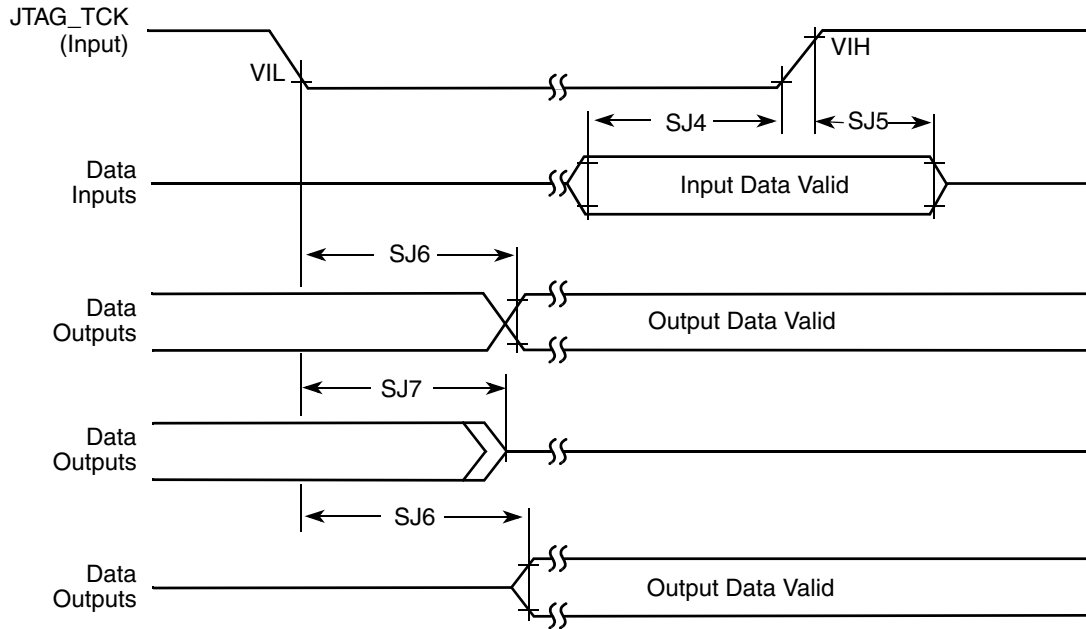 JTAG_TCK
(Input)
VIL
VIH
SJ4
SJ5
Data
Inputs
Input Data Valid
SJ6
Data
Outputs
Output Data Valid
SJ7
Data
Outputs
SJ6
Data
Outputs
Output Data Valid